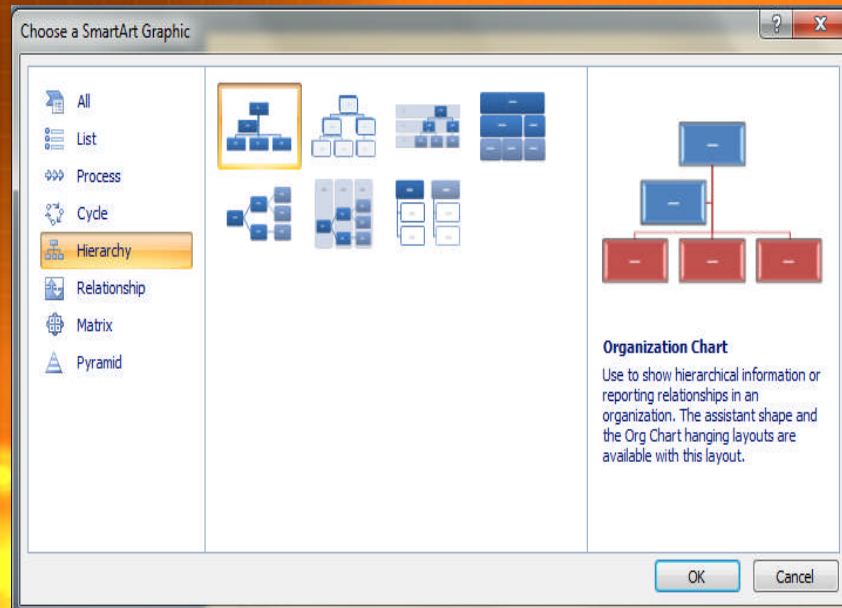 Choose a SmartArt Graphic
?
X
All
List
Process
Cycle
Hierarchy
Relationship
Matrix
Pyramid
Organization Chart
Use to show hierarchical information or
reporting relationships in an
organization. The assistant shape and
the Org Chart hanging layouts are
available with this layout.
OK
Cancel